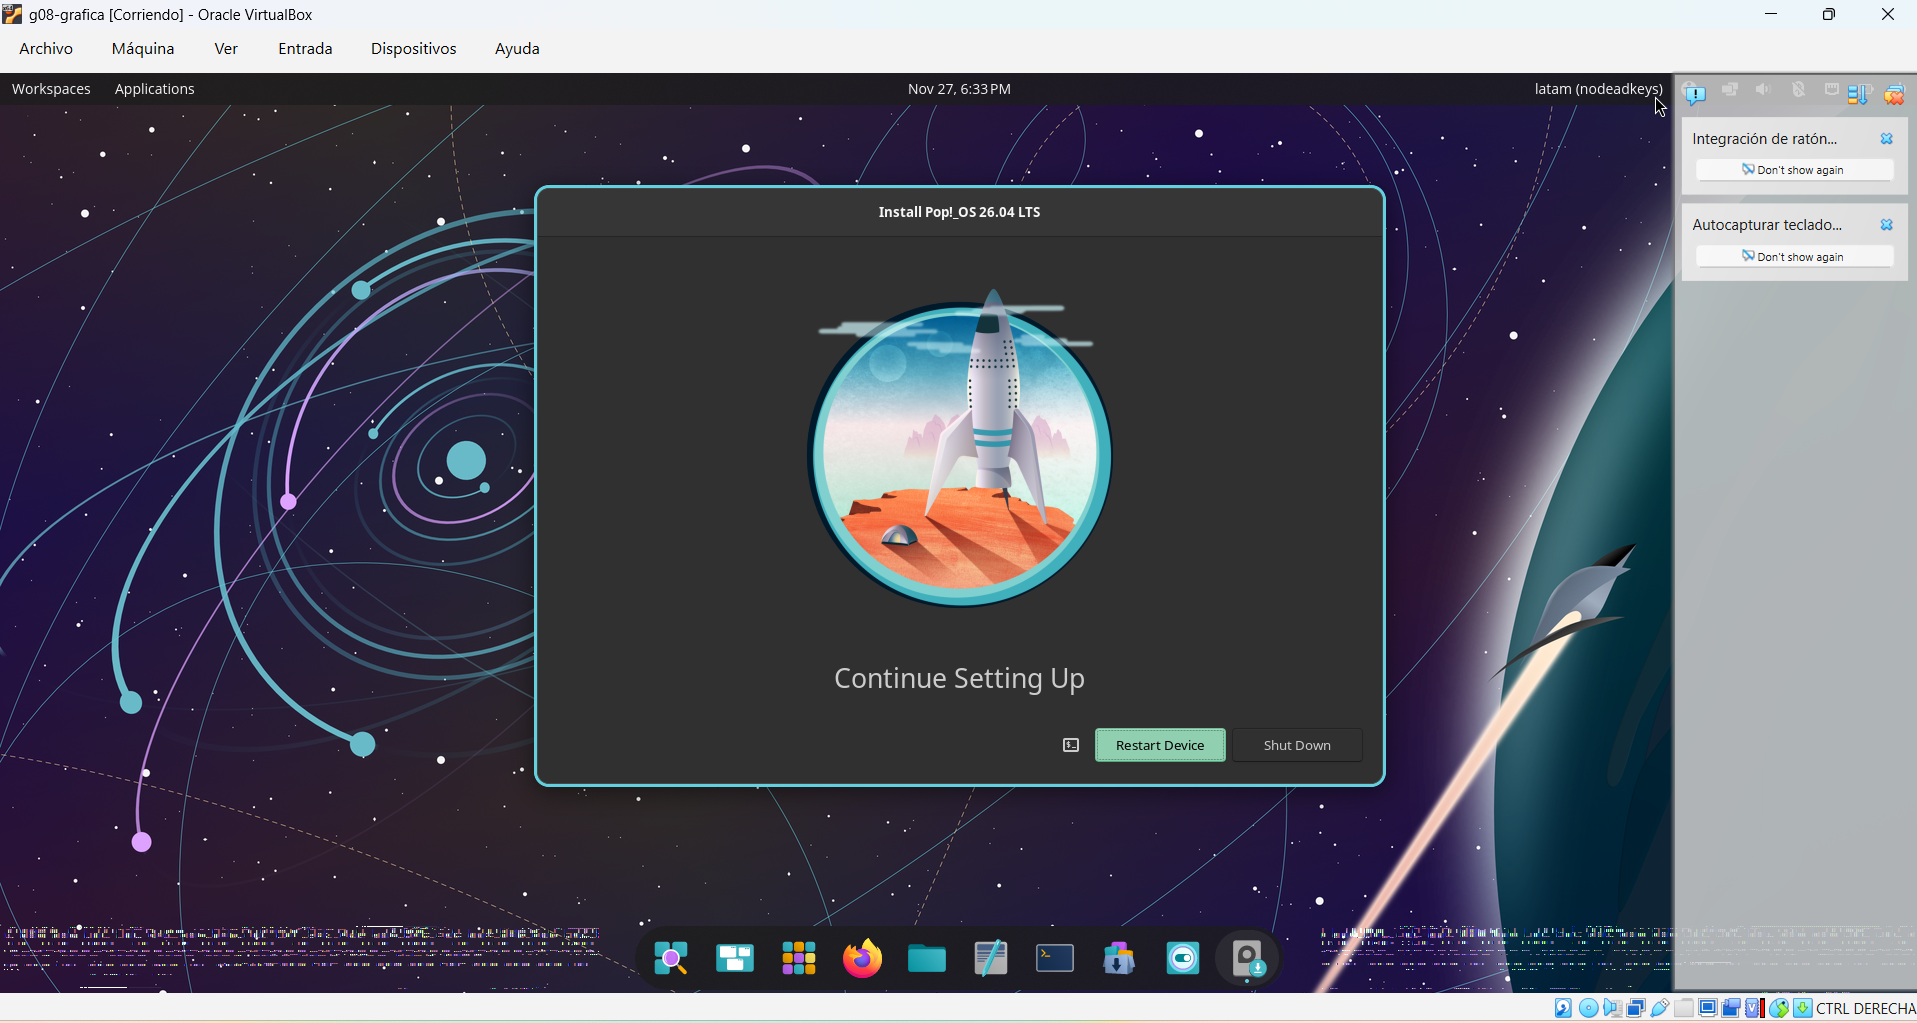 g08-grafica [Corriendo] - Oracle VirtualBox
Archivo Máquina Ver Entrada Dispositivos Ayuda
Workspaces Applications Nov 27, 6:33 PM latam (nodeadkeys)
Integración de ratón...
Don't show again
Autocapturar teclado...
Don't show again
Install Pop!_OS 26.04 LTS
Continue Setting Up
Restart Device Shut Down
CTRL DERECHA